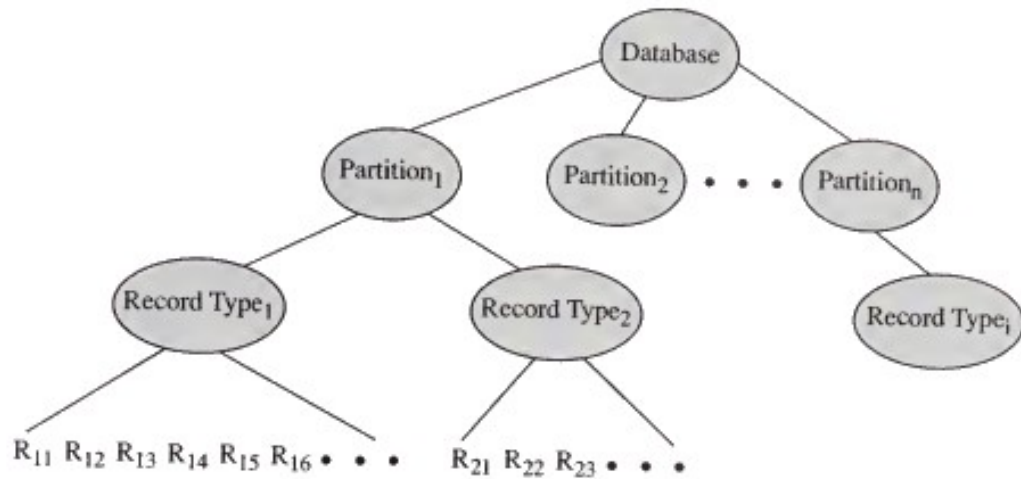 Database
Partition₁
Partition₂ • • • Partitionₙ
Record Type₁
Record Type₂
Record Typeᵢ
R₁₁ R₁₂ R₁₃ R₁₄ R₁₅ R₁₆ • • •
R₂₁ R₂₂ R₂₃ • • •